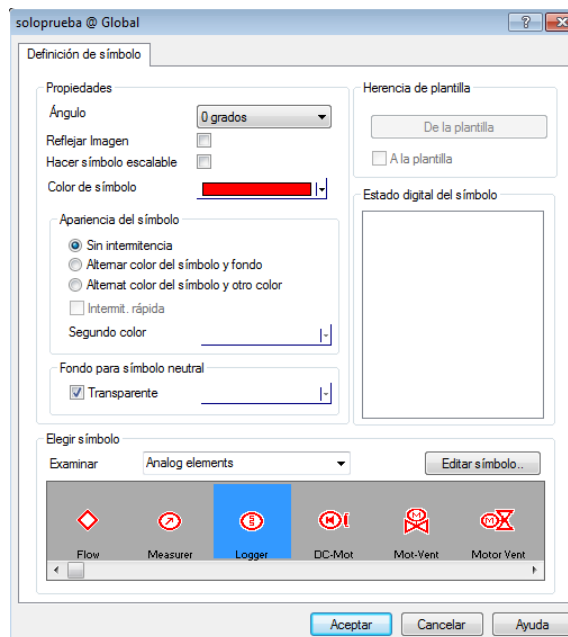 soloprueba @ Global
Definición de símbolo
Propiedades
Ángulo
0 grados
Reflejar Imagen
Hacer símbolo escalable
Color de símbolo
Apariencia del símbolo
Sin intermitencia
Alternar color del símbolo y fondo
Alternat color del símbolo y otro color
Intermit. rápida
Segundo color
Fondo para símbolo neutral
Transparente
Herencia de plantilla
De la plantilla
A la plantilla
Estado digital del símbolo
Elegir símbolo
Examinar
Analog elements
Editar símbolo..
Flow Measurer Logger DC-Mot Mot-Vent Motor Vent
Aceptar Cancelar Ayuda